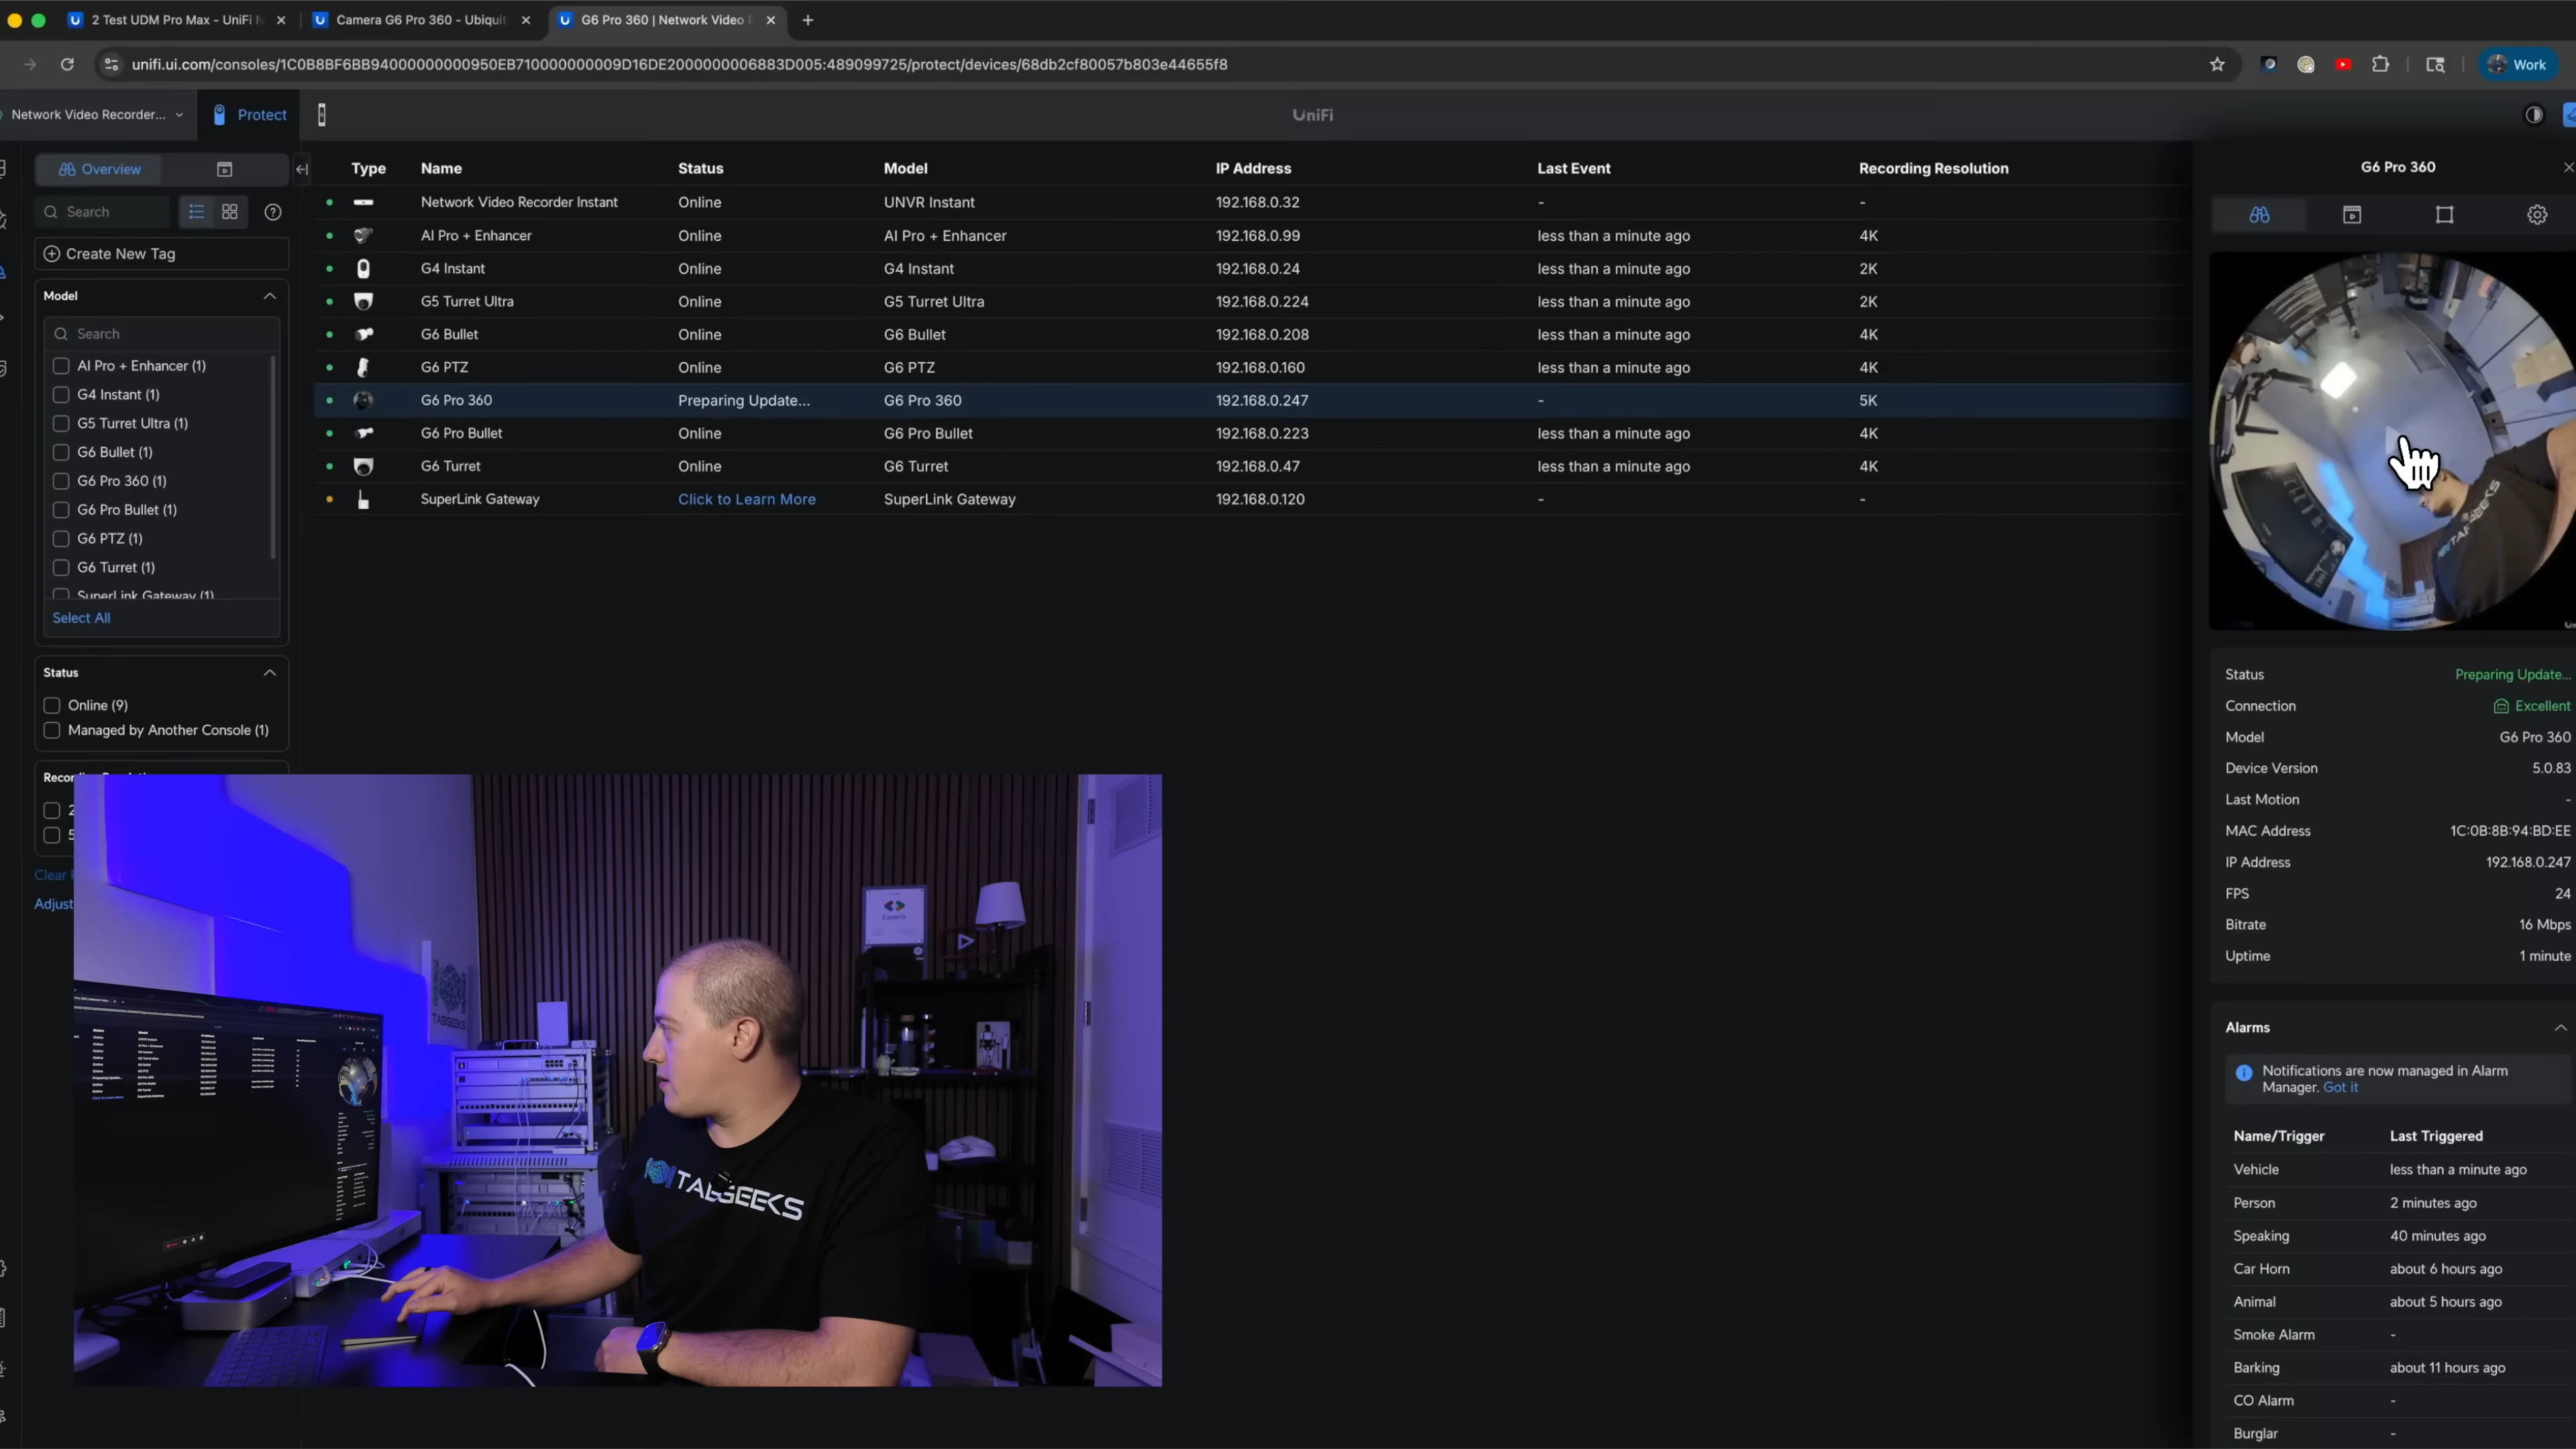 2 Test UDM Pro Max - UniFi N
Camera G6 Pro 360 - Ubiquit
G6 Pro 360 | Network Video R
unifi.ui.com/consoles/1C0B8BF6BB94000000000950EB710000000009D16DE2000000006883D005:489099725/protect/devices/68db2cf80057b803e44655f8
Work
Network Video Recorder...
Protect
UniFi
Overview
Search
Create New Tag
Model
Search
AI Pro + Enhancer (1)
G4 Instant (1)
G5 Turret Ultra (1)
G6 Bullet (1)
G6 Pro 360 (1)
G6 Pro Bullet (1)
G6 PTZ (1)
G6 Turret (1)
SuperLink Gateway (1)
Select All
Status
Online (9)
Managed by Another Console (1)
2
5
Clear
Adjust
Type Name Status Model IP Address Last Event Recording Resolution
Network Video Recorder Instant Online UNVR Instant 192.168.0.32 - -
AI Pro + Enhancer Online AI Pro + Enhancer 192.168.0.99 less than a minute ago 4K
G4 Instant Online G4 Instant 192.168.0.24 less than a minute ago 2K
G5 Turret Ultra Online G5 Turret Ultra 192.168.0.224 less than a minute ago 2K
G6 Bullet Online G6 Bullet 192.168.0.208 less than a minute ago 4K
G6 PTZ Online G6 PTZ 192.168.0.160 less than a minute ago 4K
G6 Pro 360 Preparing Update... G6 Pro 360 192.168.0.247 - 5K
G6 Pro Bullet Online G6 Pro Bullet 192.168.0.223 less than a minute ago 4K
G6 Turret Online G6 Turret 192.168.0.47 less than a minute ago 4K
SuperLink Gateway Click to Learn More SuperLink Gateway 192.168.0.120 - -
Experts
TABGEEKS
TABGEEKS
G6 Pro 360
Status Preparing Update...
Connection Excellent
Model G6 Pro 360
Device Version 5.0.83
Last Motion -
MAC Address 1C:0B:8B:94:BD:EE
IP Address 192.168.0.247
FPS 24
Bitrate 16 Mbps
Uptime 1 minute
Alarms
Notifications are now managed in Alarm
Manager. Got it
Name/Trigger Last Triggered
Vehicle less than a minute ago
Person 2 minutes ago
Speaking 40 minutes ago
Car Horn about 6 hours ago
Animal about 5 hours ago
Smoke Alarm -
Barking about 11 hours ago
CO Alarm -
Burglar -